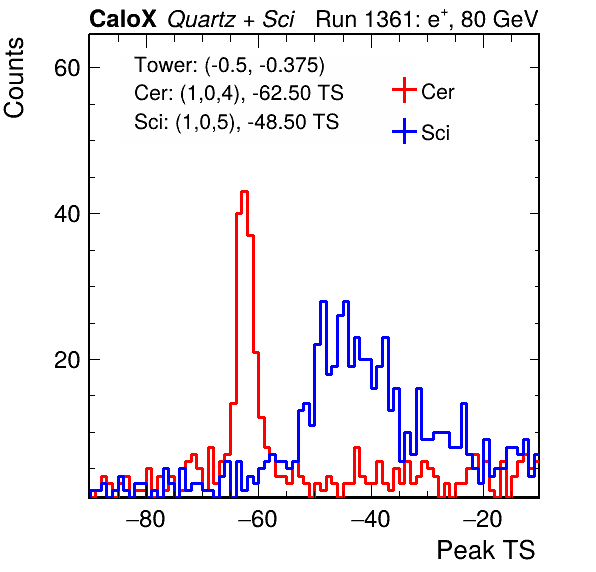 CaloX Quartz + Sci Run 1361: e⁺, 80 GeV
Counts
Tower: (-0.5, -0.375)
Cer: (1,0,4), -62.50 TS
Sci: (1,0,5), -48.50 TS
Cer
Sci
60
40
20
−80 −60 −40 −20
Peak TS